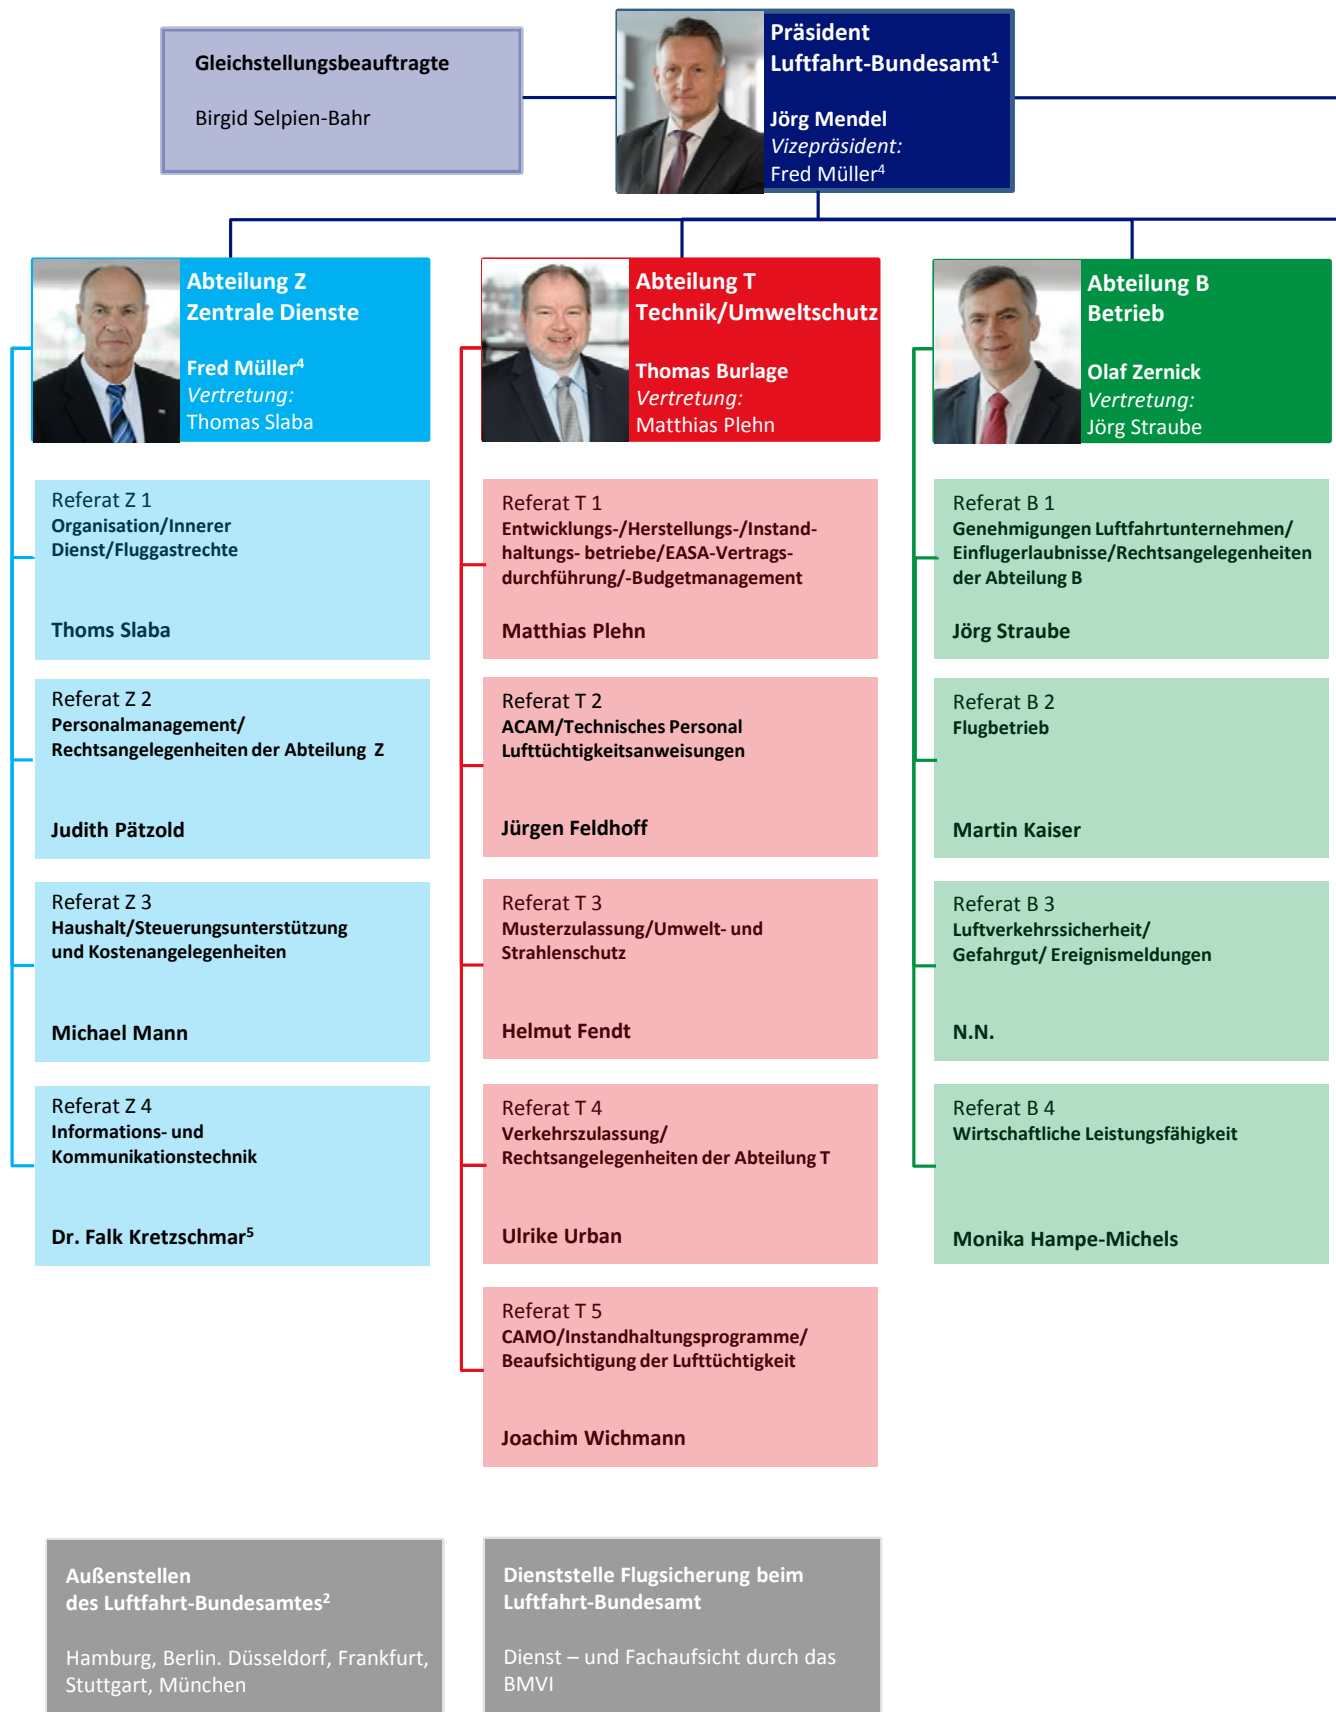 Gleichstellungsbeauftragte
Birgid Selpien-Bahr
Präsident
Luftfahrt-Bundesamt¹
Jörg Mendel
Vizepräsident:
Fred Müller⁴
Abteilung Z
Zentrale Dienste
Fred Müller⁴
Vertretung:
Thomas Slaba
Referat Z 1
Organisation/Innerer
Dienst/Fluggastrechte
Thoms Slaba
Referat Z 2
Personalmanagement/
Rechtsangelegenheiten der Abteilung Z
Judith Pätzold
Referat Z 3
Haushalt/Steuerungsunterstützung
und Kostenangelegenheiten
Michael Mann
Referat Z 4
Informations- und
Kommunikationstechnik
Dr. Falk Kretzschmar⁵
Abteilung T
Technik/Umweltschutz
Thomas Burlage
Vertretung:
Matthias Plehn
Referat T 1
Entwicklungs-/Herstellungs-/Instand-
haltungs- betriebe/EASA-Vertrags-
durchführung/-Budgetmanagement
Matthias Plehn
Referat T 2
ACAM/Technisches Personal
Lufttüchtigkeitsanweisungen
Jürgen Feldhoff
Referat T 3
Musterzulassung/Umwelt- und
Strahlenschutz
Helmut Fendt
Referat T 4
Verkehrszulassung/
Rechtsangelegenheiten der Abteilung T
Ulrike Urban
Referat T 5
CAMO/Instandhaltungsprogramme/
Beaufsichtigung der Lufttüchtigkeit
Joachim Wichmann
Abteilung B
Betrieb
Olaf Zernick
Vertretung:
Jörg Straube
Referat B 1
Genehmigungen Luftfahrtunternehmen/
Einflugerlaubnisse/Rechtsangelegenheiten
der Abteilung B
Jörg Straube
Referat B 2
Flugbetrieb
Martin Kaiser
Referat B 3
Luftverkehrssicherheit/
Gefahrgut/ Ereignismeldungen
N.N.
Referat B 4
Wirtschaftliche Leistungsfähigkeit
Monika Hampe-Michels
Außenstellen
des Luftfahrt-Bundesamtes²
Hamburg, Berlin. Düsseldorf, Frankfurt,
Stuttgart, München
Dienststelle Flugsicherung beim
Luftfahrt-Bundesamt
Dienst – und Fachaufsicht durch das
BMVI